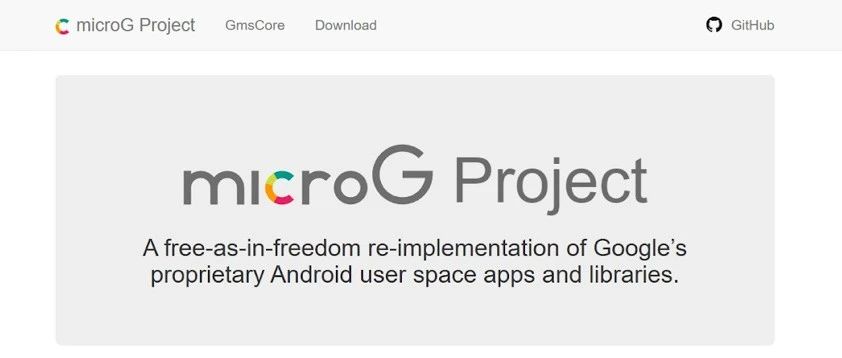 microG Project GmsCore Download GitHub
microG Project
A free-as-in-freedom re-implementation of Google’s
proprietary Android user space apps and libraries.